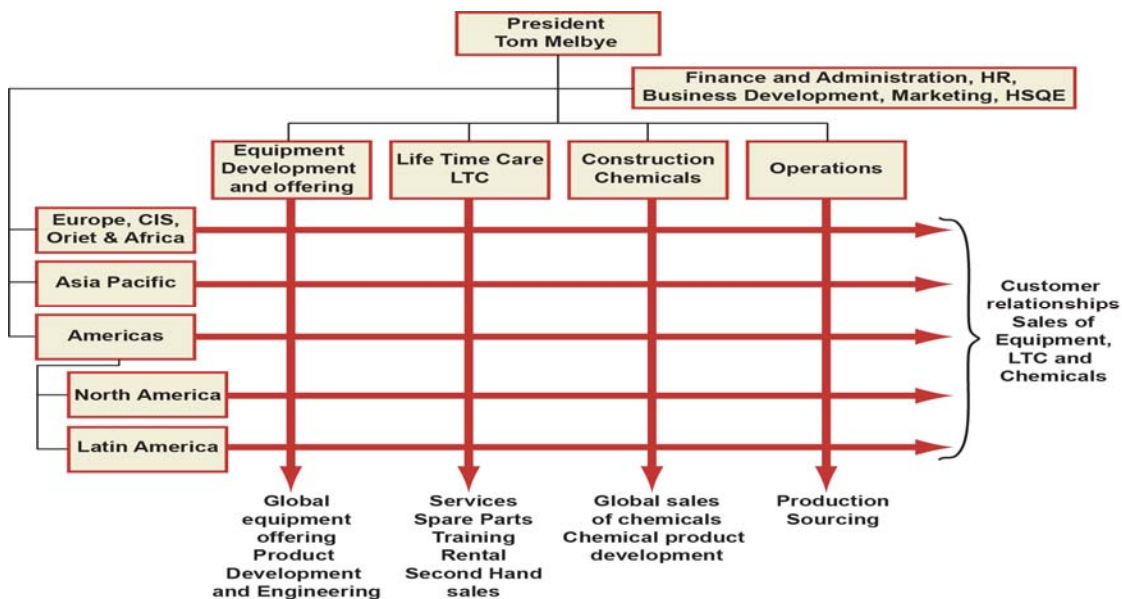 President
Tom Melbye
Finance and Administration, HR,
Business Development, Marketing, HSQE
Equipment
Development
and offering
Life Time Care
LTC
Construction
Chemicals
Operations
Europe, CIS,
Oriet & Africa
Asia Pacific
Americas
North America
Latin America
Customer
relationships
Sales of
Equipment,
LTC and
Chemicals
Global
equipment
offering
Product
Development
and Engineering
Services
Spare Parts
Training
Rental
Second Hand
sales
Global sales
of chemicals
Chemical product
development
Production
Sourcing